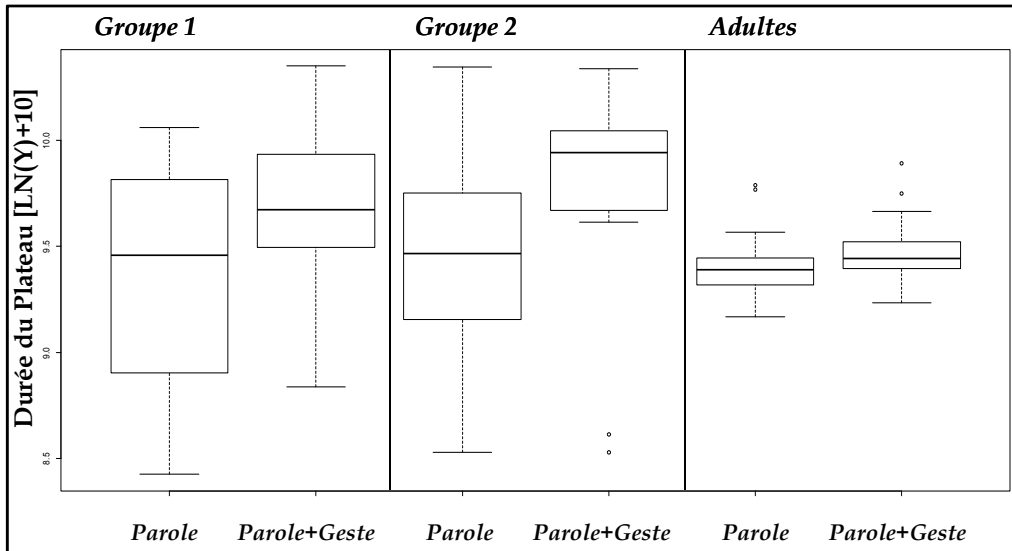 Groupe 1 Groupe 2 Adultes
Durée du Plateau [LN(Y)+10]
10.0
9.5
9.0
8.5
Parole Parole+Geste Parole Parole+Geste Parole Parole+Geste